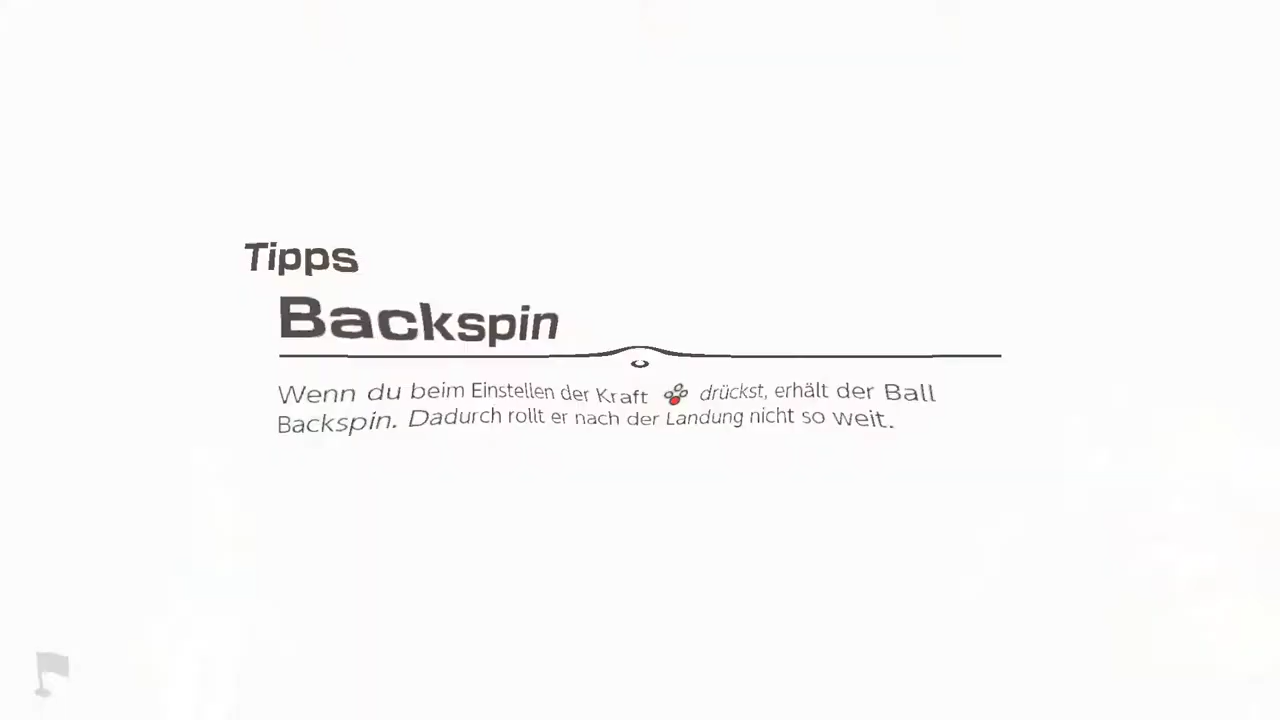 Tipps
Backspin
Wenn du beim Einstellen der Kraft drückst, erhält der Ball
Backspin. Dadurch rollt er nach der Landung nicht so weit.